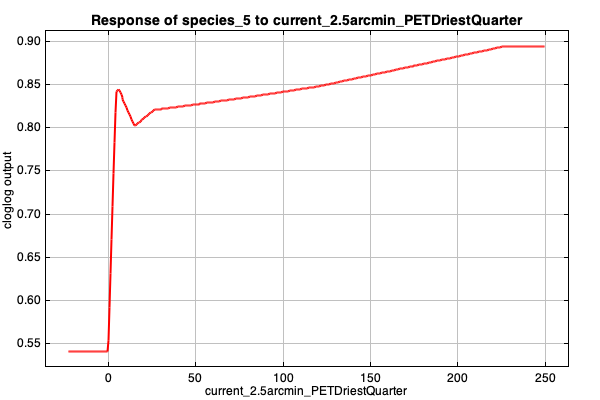 Response of species_5 to current_2.5arcmin_PETDriestQuarter
0.90
0.85
0.80
0.75
0.70
0.65
0.60
0.55
cloglog output
0 50 100 150 200 250
current_2.5arcmin_PETDriestQuarter